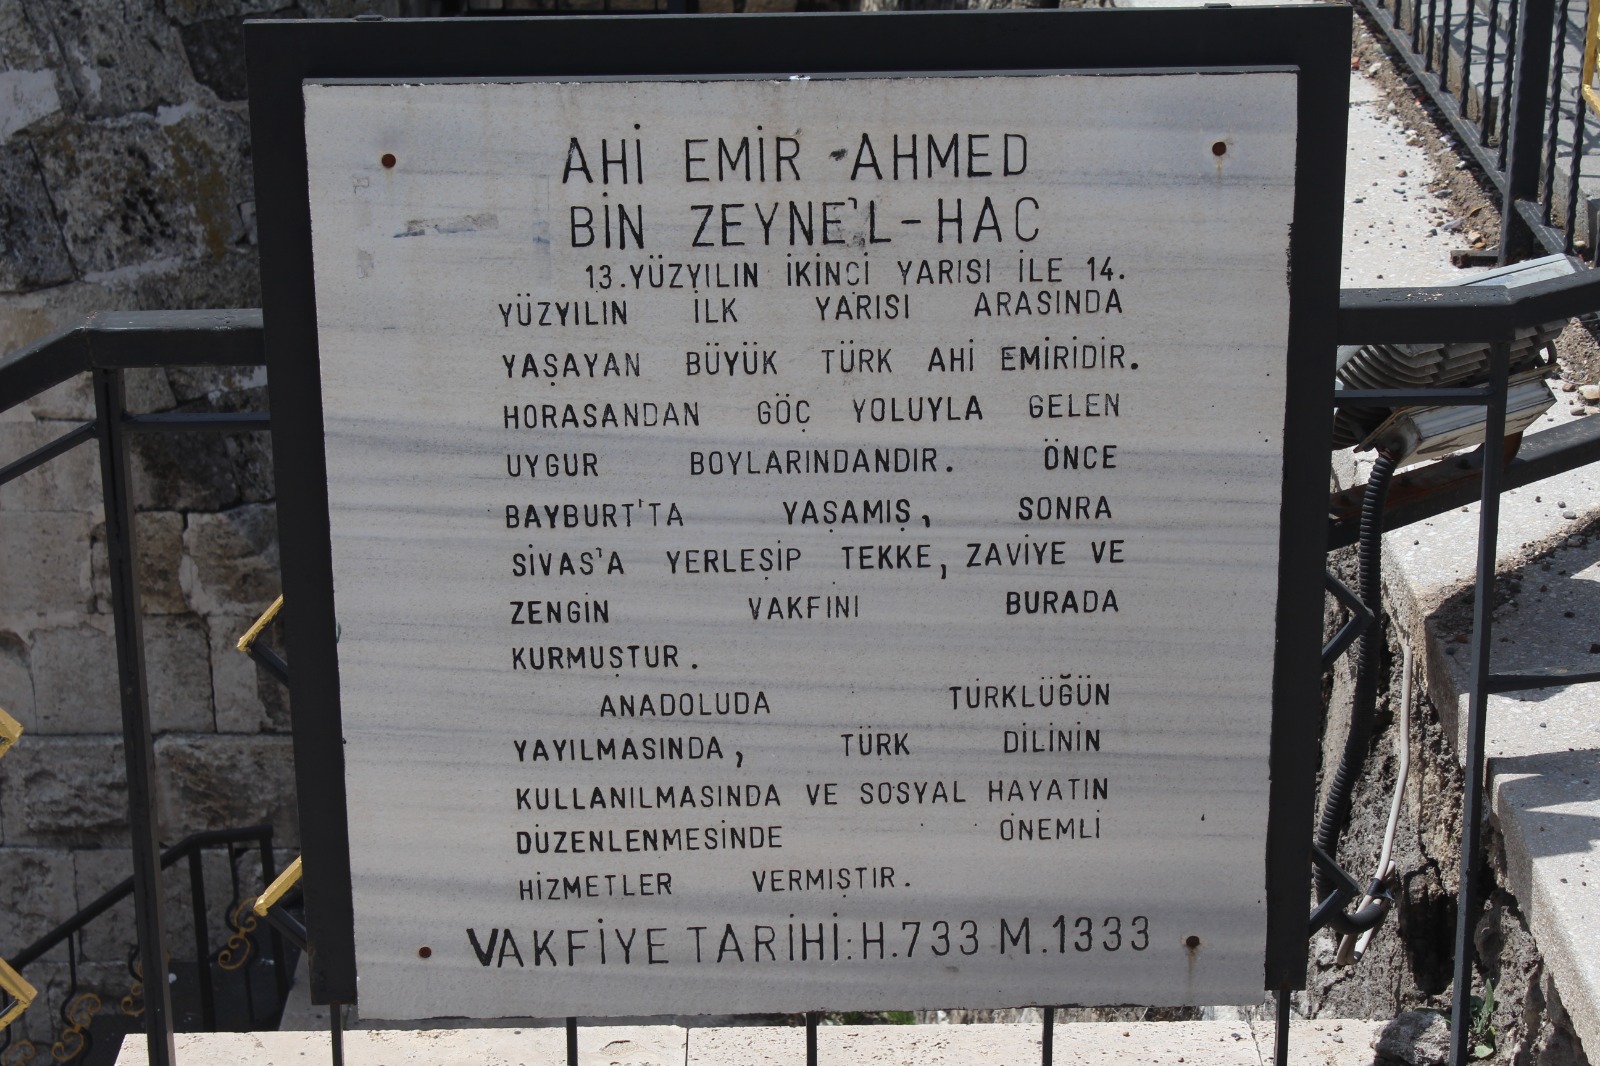 AHİ EMİR AHMED
BİN ZEYNE'L-HAC
13.YÜZYILIN İKİNCİ YARISI İLE 14.
YÜZYILIN İLK YARISI ARASINDA
YAŞAYAN BÜYÜK TÜRK AHİ EMİRİDİR.
HORASANDAN GÖÇ YOLUYLA GELEN
UYGUR BOYLARINDANDIR. ÖNCE
BAYBURT'TA YAŞAMIŞ, SONRA
SİVAS'A YERLEŞİP TEKKE, ZAVİYE VE
ZENGİN VAKFINI BURADA
KURMUŞTUR.
ANADOLUDA TÜRKLÜĞÜN
YAYILMASINDA, TÜRK DİLİNİN
KULLANILMASINDA VE SOSYAL HAYATIN
DÜZENLENMESİNDE ÖNEMLİ
HİZMETLER VERMİŞTİR.
VAKFİYE TARİHİ: H.733 M.1333